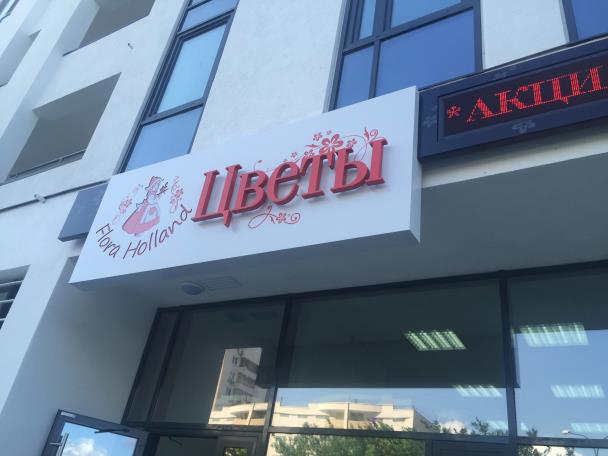 Flora Holland
Цветы
* АКЦИ